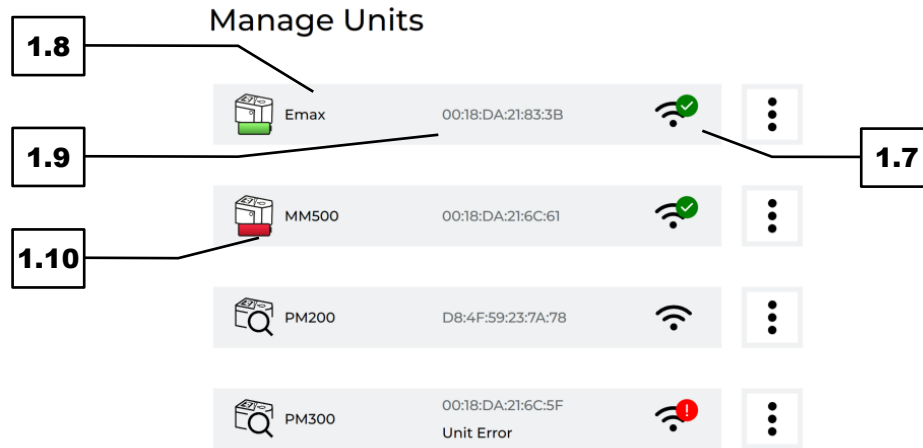 Manage Units
1.8
Emax 00:18:DA:21:83:3B
1.9
1.7
MM500 00:18:DA:21:6C:61
1.10
PM200 D8:4F:59:23:7A:78
PM300 00:18:DA:21:6C:5F
Unit Error